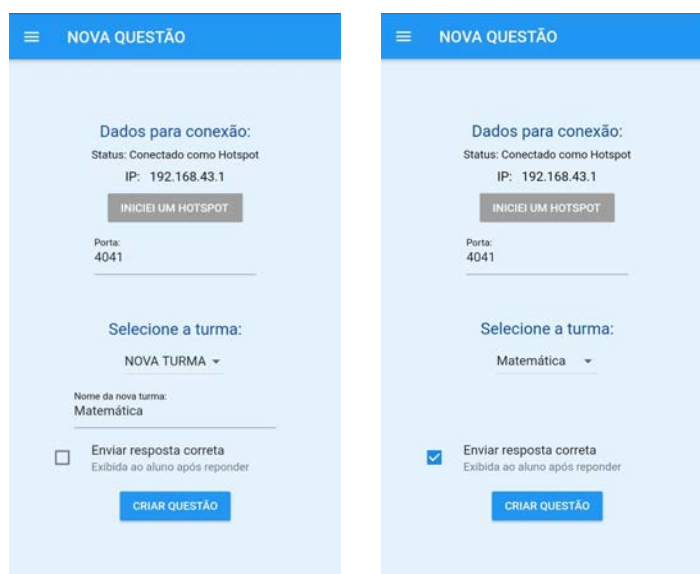 NOVA QUESTÃO
Dados para conexão:
Status: Conectado como Hotspot
IP: 192.168.43.1
INICIEI UM HOTSPOT
Porta:
4041
Selecione a turma:
NOVA TURMA
Nome da nova turma:
Matemática
Enviar resposta correta
Exibida ao aluno após reponder
CRIAR QUESTÃO
NOVA QUESTÃO
Dados para conexão:
Status: Conectado como Hotspot
IP: 192.168.43.1
INICIEI UM HOTSPOT
Porta:
4041
Selecione a turma:
Matemática
Enviar resposta correta
Exibida ao aluno após reponder
CRIAR QUESTÃO